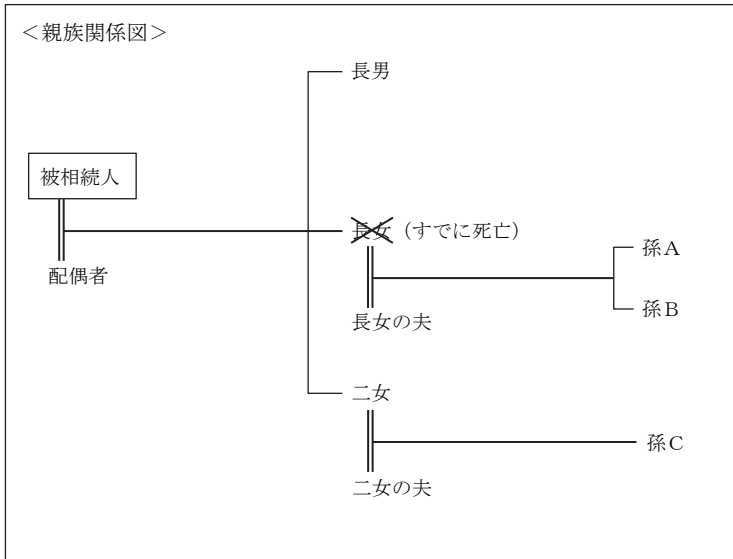 ＜親族関係図＞
長男
被相続人
長女（すでに死亡）
孫Ａ
配偶者
孫Ｂ
長女の夫
二女
孫Ｃ
二女の夫